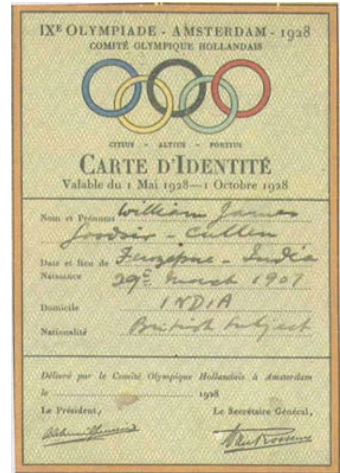 IXE OLYMPIADE - AMSTERDAM - 1928
COMITÉ OLYMPIQUE HOLLANDAIS
CITIUS - ALTIUS - FORTIUS
CARTE D'IDENTITÉ
Valable du 1 Mai 1928—1 Octobre 1928
Nom et Prénoms William James
Goodsir - Cullen
Date et lieu de Ferozepur - India
Naissance 29th March 1907
Domicile INDIA
Nationalité British Subject
Délivré par le Comité Olympique Hollandais à Amsterdam
le 1928
Le Président, Le Secrétaire Général,